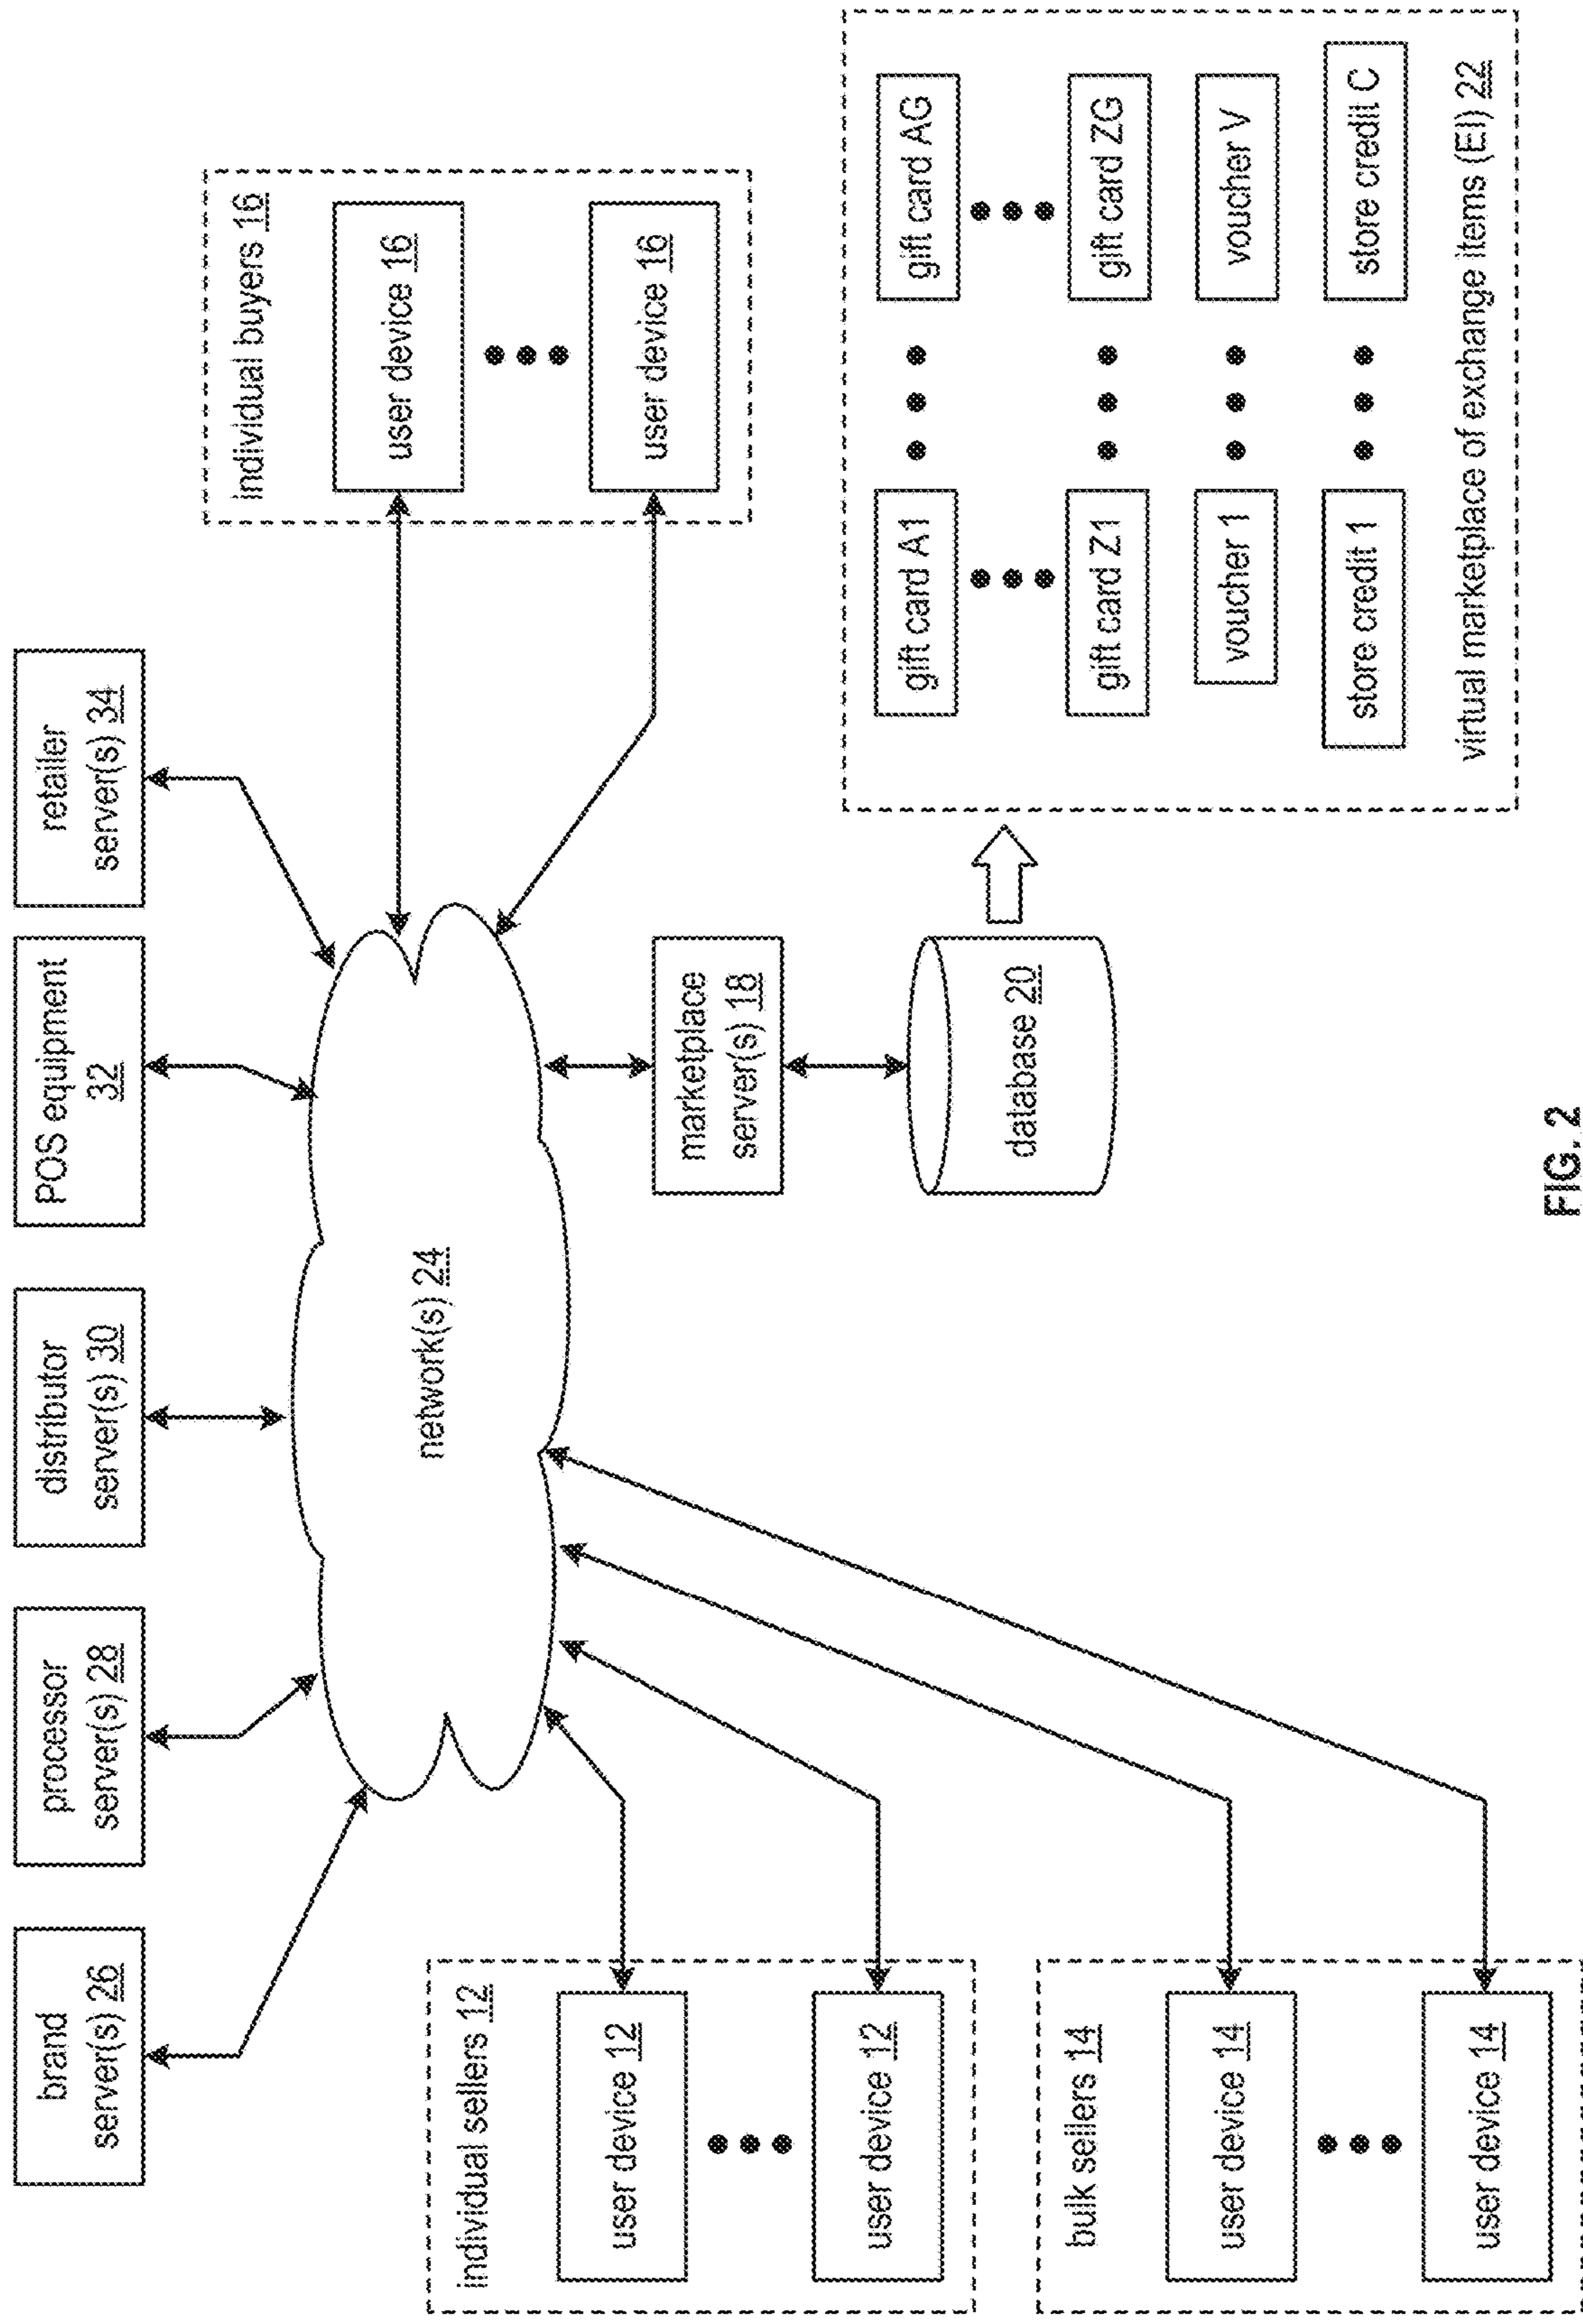 brand
server(s) 26
processor
server(s) 28
distributor
server(s) 30
POS equipment
32
retailer
server(s) 34
individual sellers 12
user device 12
user device 12
bulk sellers 14
user device 14
user device 14
network(s) 24
individual buyers 16
user device 16
user device 16
marketplace
server(s) 18
database 20
gift card A1
gift card AG
gift card Z1
gift card ZG
voucher 1
voucher V
store credit 1
store credit C
virtual marketplace of exchange items (EI) 22
FIG. 2